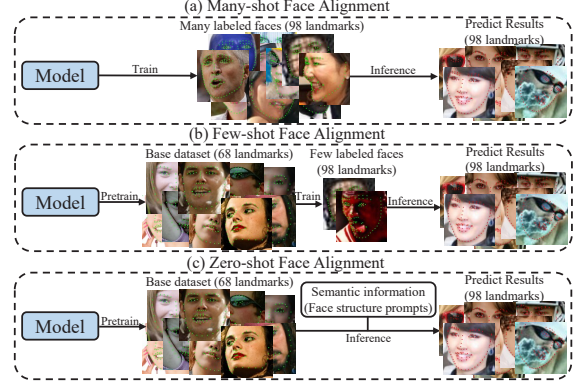 (a) Many-shot Face Alignment
Many labeled faces (98 landmarks)
Predict Results
(98 landmarks)
Model
Train
Inference
(b) Few-shot Face Alignment
Base dataset (68 landmarks)
Few labeled faces
(98 landmarks)
Predict Results
(98 landmarks)
Model
Pretrain
Train
Inference
(c) Zero-shot Face Alignment
Base dataset (68 landmarks)
Semantic information
(Face structure prompts)
Predict Results
(98 landmarks)
Model
Pretrain
Inference